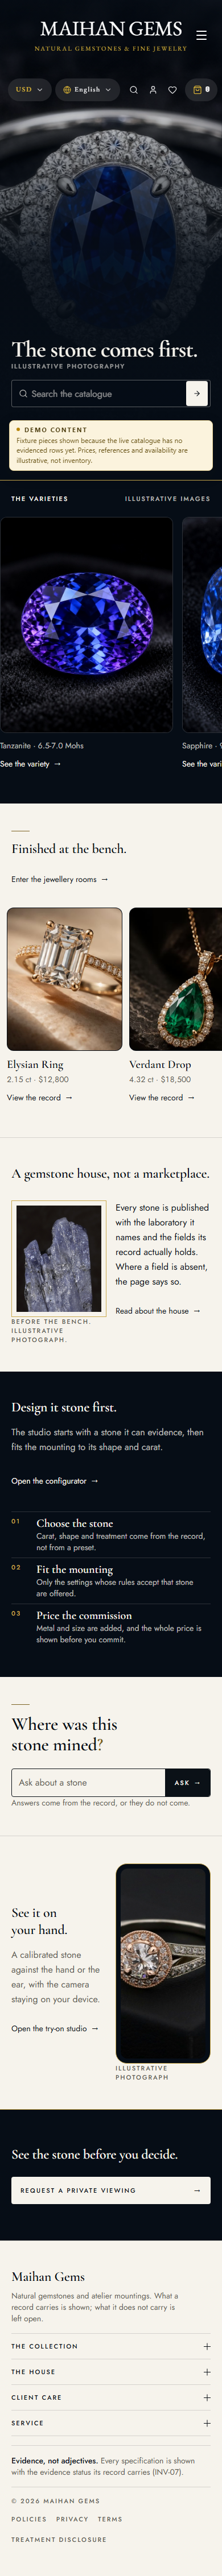 MAIHAN GEMS
NATURAL GEMSTONES & FINE JEWELRY
USD
English
The stone comes first.
ILLUSTRATIVE PHOTOGRAPHY
Search the catalogue
DEMO CONTENT
Fixture pieces shown because the live catalogue has no
evidenced rows yet. Prices, references and availability are
illustrative, not inventory.
THE VARIETIES
ILLUSTRATIVE IMAGES
Tanzanite · 6.5-7.0 Mohs
See the variety →
Sapphire · 9
See the vari
Finished at the bench.
Enter the jewellery rooms →
Elysian Ring
2.15 ct · $12,800
View the record →
Verdant Drop
4.32 ct · $18,500
View the record →
A gemstone house, not a marketplace.
BEFORE THE BENCH.
ILLUSTRATIVE
PHOTOGRAPH.
Every stone is published
with the laboratory it
names and the fields its
record actually holds.
Where a field is absent,
the page says so.
Read about the house →
Design it stone first.
The studio starts with a stone it can evidence, then
fits the mounting to its shape and carat.
Open the configurator →
01
Choose the stone
Carat, shape and treatment come from the record,
not from a preset.
02
Fit the mounting
Only the settings whose rules accept that stone
are offered.
03
Price the commission
Metal and size are added, and the whole price is
shown before you commit.
Where was this
stone mined?
Ask about a stone
ASK →
Answers come from the record, or they do not come.
See it on
your hand.
A calibrated stone
against the hand or the
ear, with the camera
staying on your device.
Open the try-on studio →
ILLUSTRATIVE
PHOTOGRAPH
See the stone before you decide.
REQUEST A PRIVATE VIEWING →
Maihan Gems
Natural gemstones and atelier mountings. What a
record carries is shown; what it does not carry is
left open.
THE COLLECTION
THE HOUSE
CLIENT CARE
SERVICE
Evidence, not adjectives. Every specification is shown
with the evidence status its record carries (INV-07).
© 2026 MAIHAN GEMS
POLICIES PRIVACY TERMS
TREATMENT DISCLOSURE